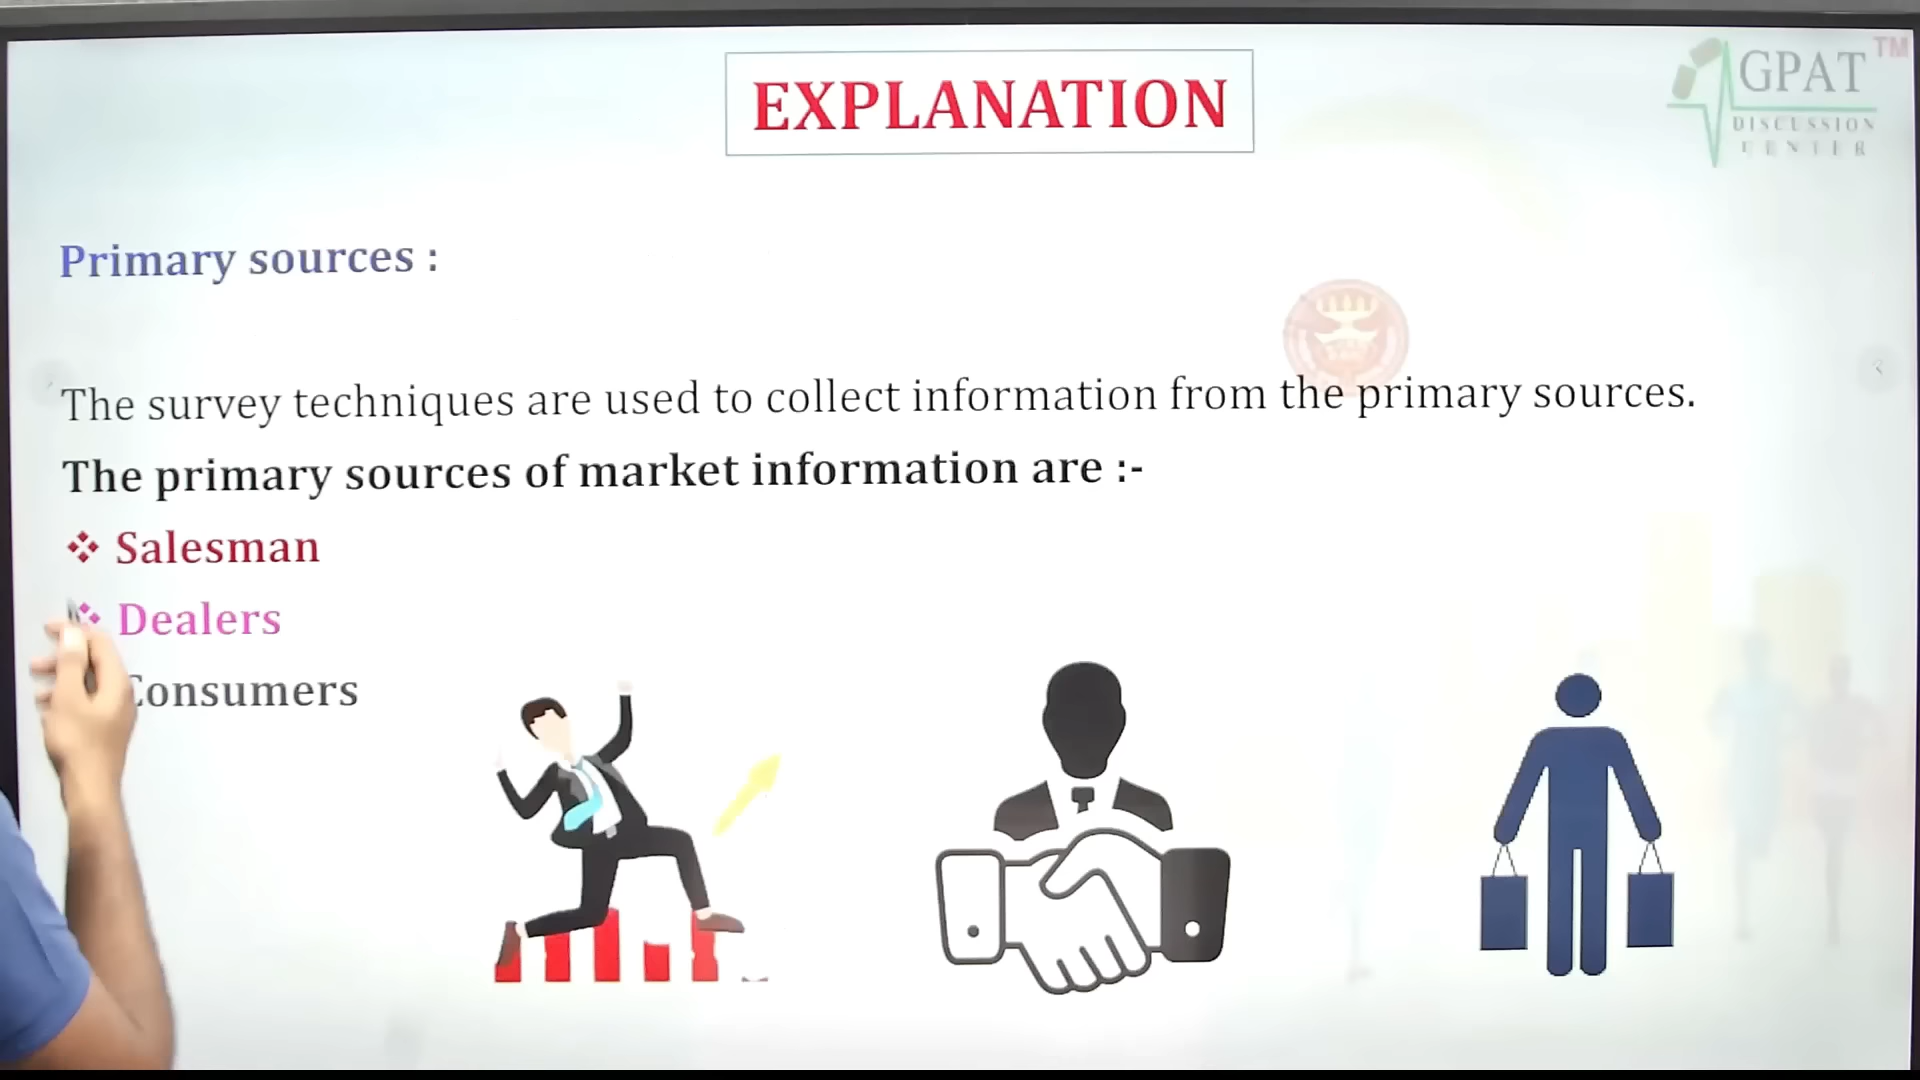 EXPLANATION
GPAT TM
DISCUSSION
CENTER
Primary sources :
The survey techniques are used to collect information from the primary sources.
The primary sources of market information are :-
Salesman
Dealers
Consumers